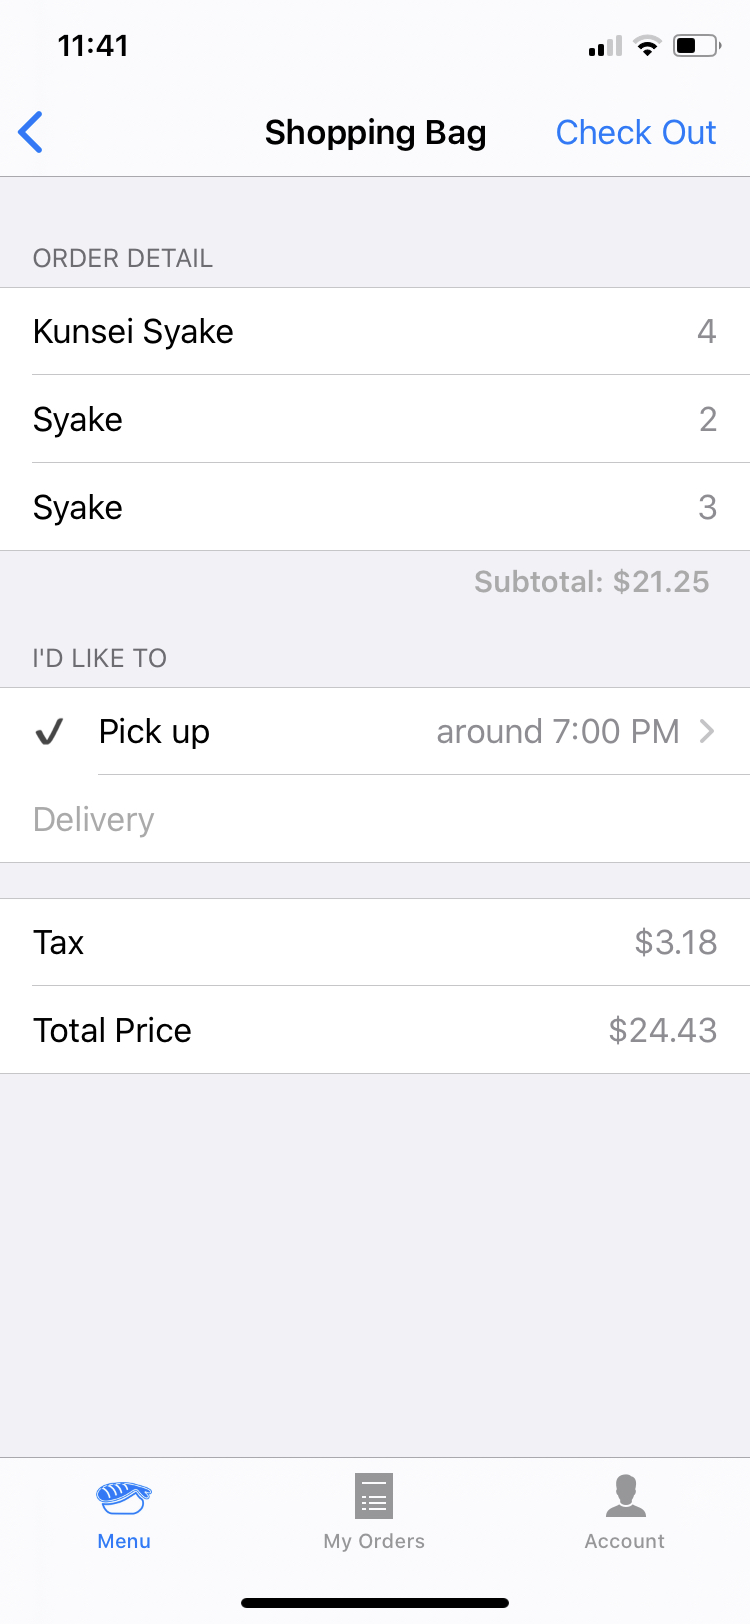 11:41
Shopping Bag Check Out
ORDER DETAIL
Kunsei Syake 4
Syake 2
Syake 3
Subtotal: $21.25
I'D LIKE TO
Pick up around 7:00 PM
Delivery
Tax $3.18
Total Price $24.43
Menu My Orders Account